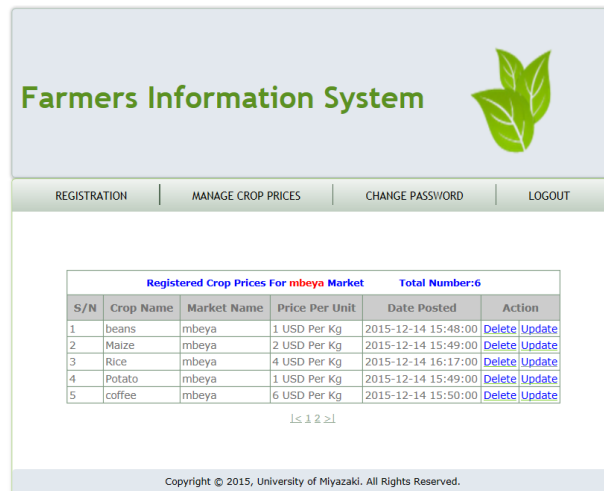 Farmers Information System
REGISTRATION MANAGE CROP PRICES CHANGE PASSWORD LOGOUT
Registered Crop Prices For mbeya Market Total Number:6
S/N Crop Name Market Name Price Per Unit Date Posted Action
1 beans mbeya 1 USD Per Kg 2015-12-14 15:48:00 Delete Update
2 Maize mbeya 2 USD Per Kg 2015-12-14 15:49:00 Delete Update
3 Rice mbeya 4 USD Per Kg 2015-12-14 16:17:00 Delete Update
4 Potato mbeya 1 USD Per Kg 2015-12-14 15:49:00 Delete Update
5 coffee mbeya 6 USD Per Kg 2015-12-14 15:50:00 Delete Update
|< 1 2 >|
Copyright © 2015, University of Miyazaki. All Rights Reserved.